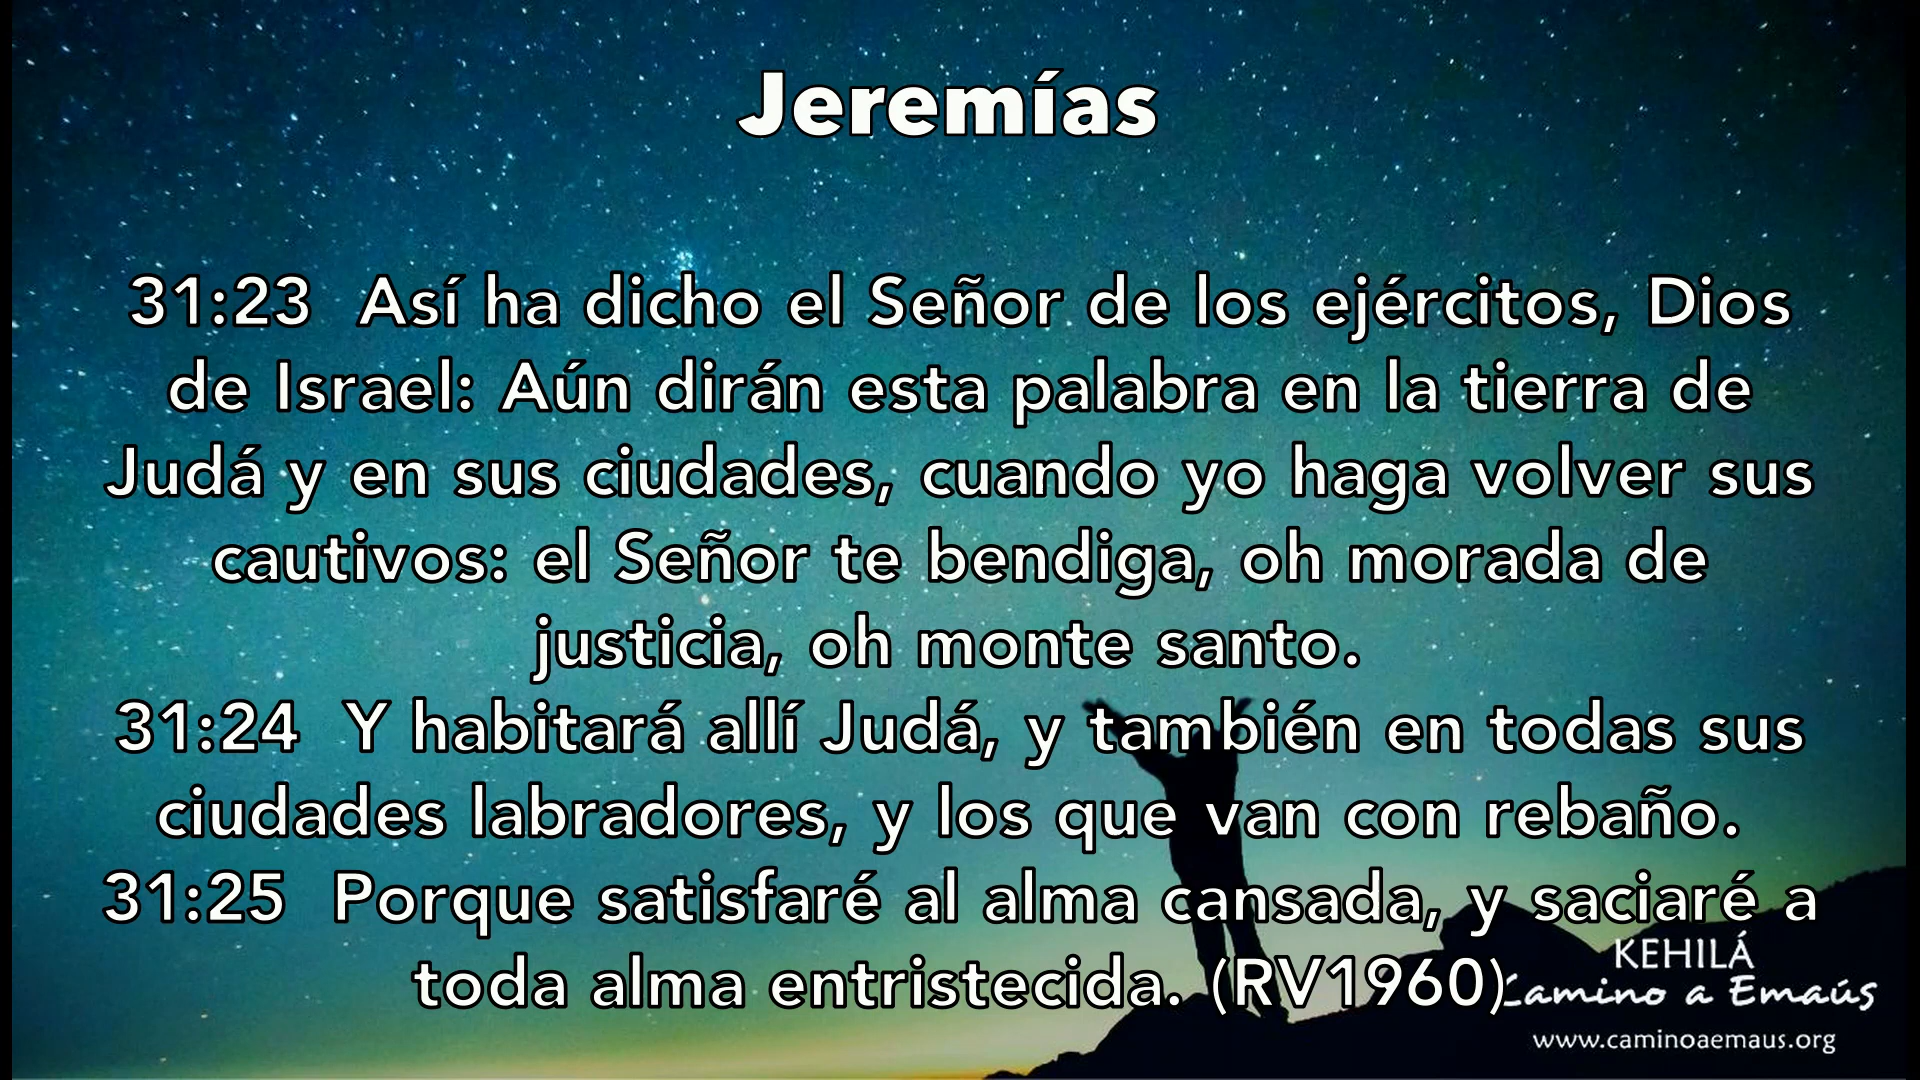 Jeremías
31:23 Así ha dicho el Señor de los ejércitos, Dios
de Israel: Aún dirán esta palabra en la tierra de
Judá y en sus ciudades, cuando yo haga volver sus
cautivos: el Señor te bendiga, oh morada de
justicia, oh monte santo.
31:24 Y habitará allí Judá, y también en todas sus
ciudades labradores, y los que van con rebaño.
31:25 Porque satisfaré al alma cansada, y saciaré a
toda alma entristecida. (RV1960)
KEHILÁ
Camino a Emaús
www.caminoaemaus.org